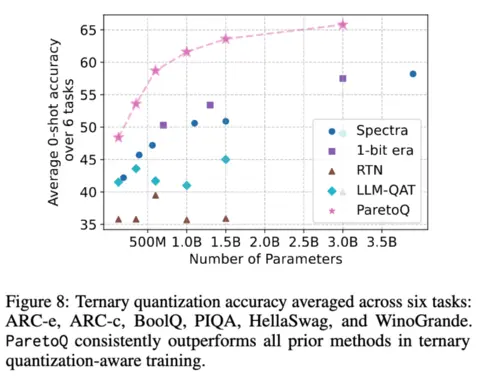 Average 0-shot accuracy
over 6 tasks
65
60
55
50
45
40
35
Spectra
1-bit era
RTN
LLM-QAT
ParetoQ
500M 1.0B 1.5B 2.0B 2.5B 3.0B 3.5B
Number of Parameters
Figure 8: Ternary quantization accuracy averaged across six tasks:
ARC-e, ARC-c, BoolQ, PIQA, HellaSwag, and WinoGrande.
ParetoQ consistently outperforms all prior methods in ternary
quantization-aware training.